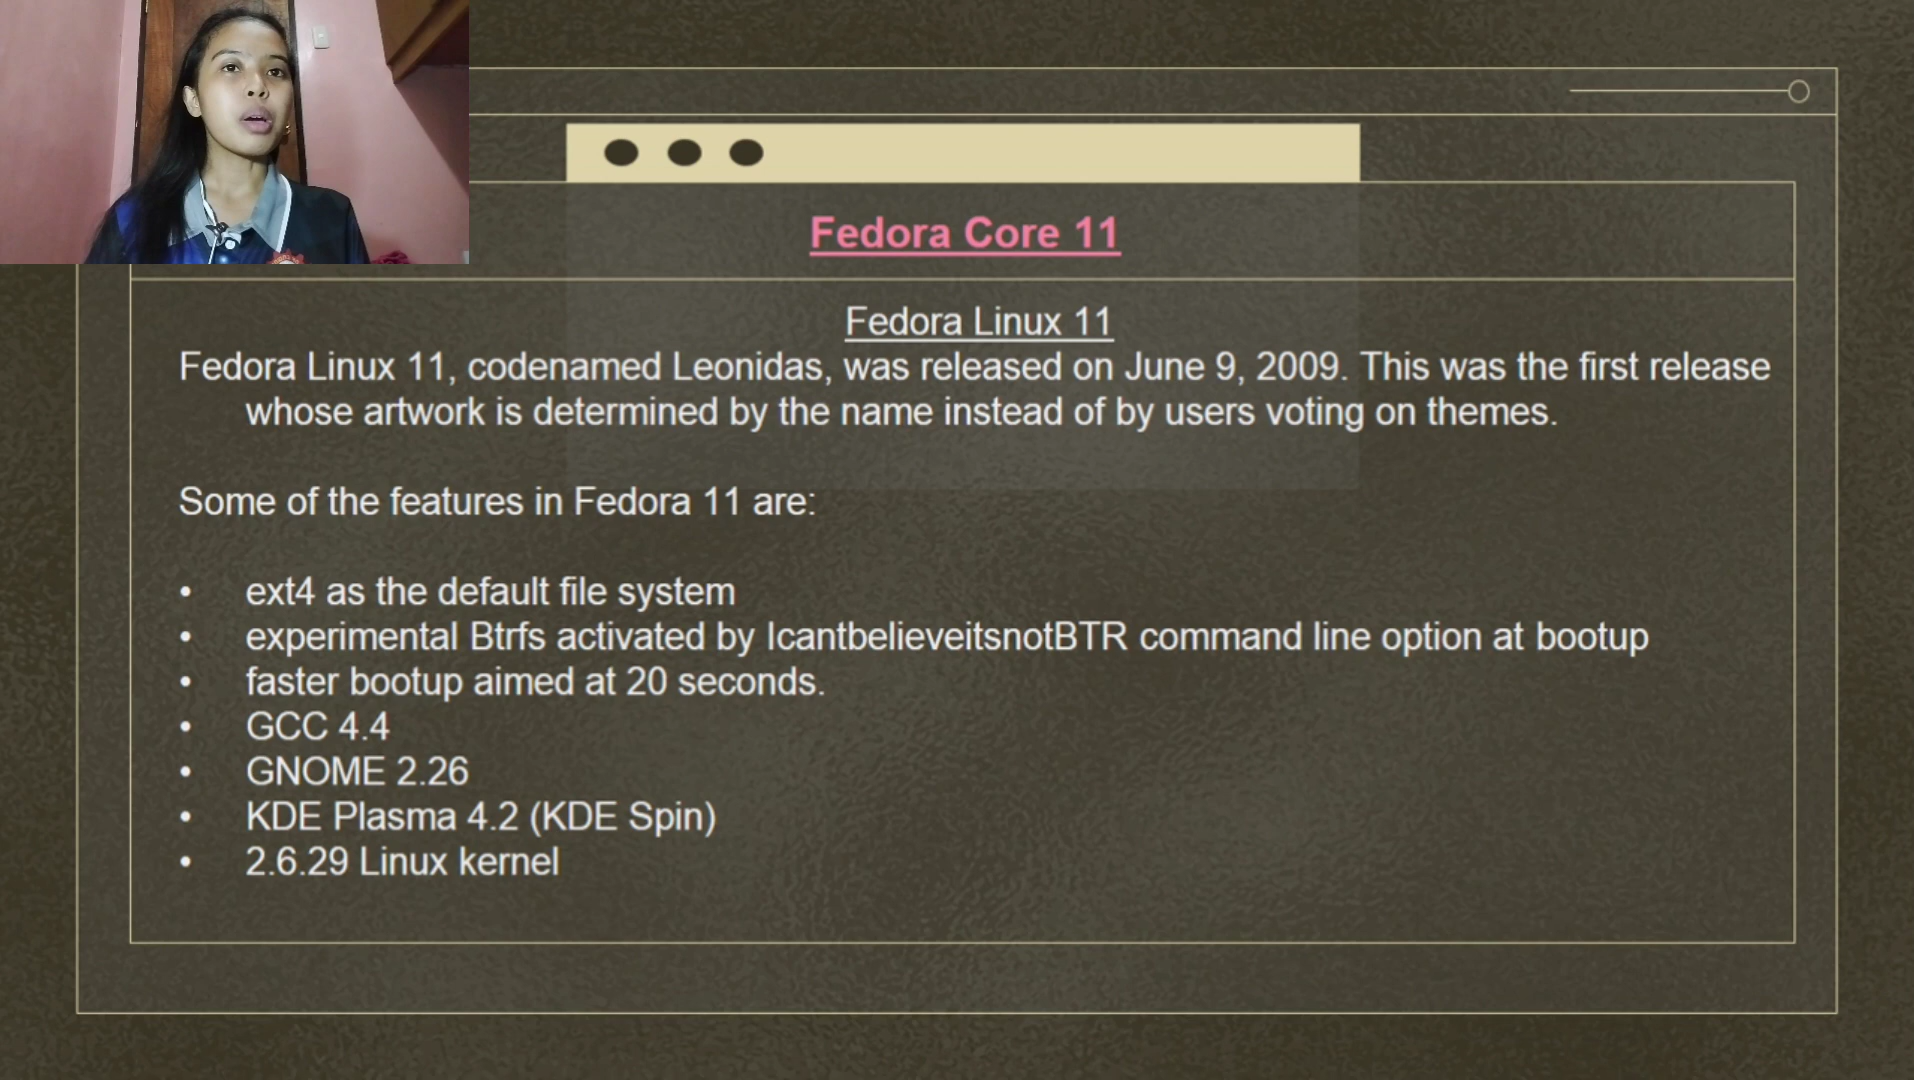 Fedora Core 11
Fedora Linux 11
Fedora Linux 11, codenamed Leonidas, was released on June 9, 2009. This was the first release
whose artwork is determined by the name instead of by users voting on themes.
Some of the features in Fedora 11 are:
• ext4 as the default file system
• experimental Btrfs activated by IcantbelieveitsnotBTR command line option at bootup
• faster bootup aimed at 20 seconds.
• GCC 4.4
• GNOME 2.26
• KDE Plasma 4.2 (KDE Spin)
• 2.6.29 Linux kernel